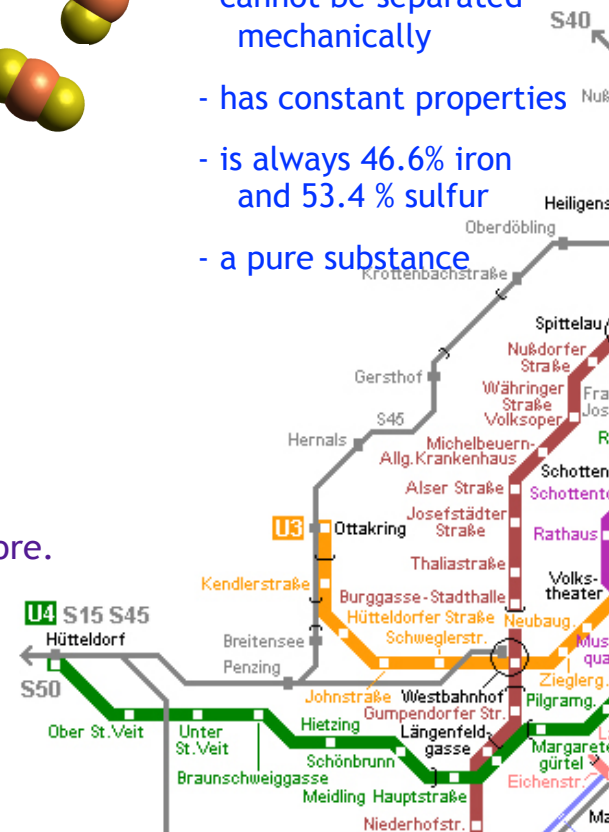 cannot be separated
mechanically
- has constant properties
- is always 46.6% iron
and 53.4 % sulfur
- a pure substance
S40
Oberdöbling
Krottenbachstraße
Spittelau
Nußdorfer
Straße
Gersthof
Währinger
Straße
Volksoper
S45
Hernals
Michelbeuern-
Allg.Krankenhaus
Alser Straße
U3
Ottakring
Josefstädter
Straße
Rathaus
Thaliastraße
Kendlerstraße
Burggasse-Stadthalle
Volks-
theater
U4 S15 S45
Hütteldorf
Hütteldorfer Straße
Neubaug.
Schweglerstr.
Breitensee
Penzing
S50
Johnstraße
Westbahnhof
Zieglerg.
Gumpendorfer Str.
Pilgramg.
Ober St.Veit
Unter
St.Veit
Hietzing
Längenfeld-
gasse
Schönbrunn
gürtel
Braunschweiggasse
Eichenstr.
Meidling Hauptstraße
Niederhofstr.